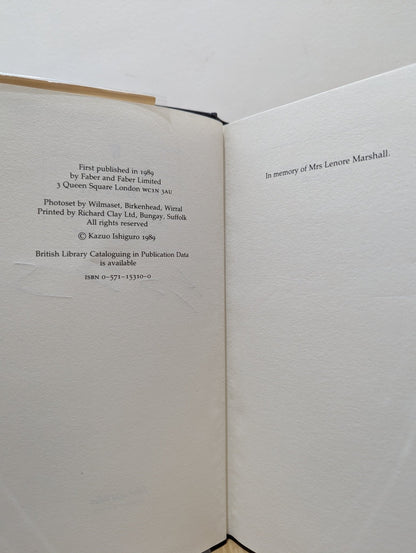 First published in 1989
by Faber and Faber Limited
3 Queen Square London WC1N 3AU
Photoset by Wilmaset, Birkenhead, Wirral
Printed by Richard Clay Ltd, Bungay, Suffolk
All rights reserved
© Kazuo Ishiguro 1989
British Library Cataloguing in Publication Data
is available
ISBN 0-571-15310-0
In memory of Mrs Lenore Marshall.